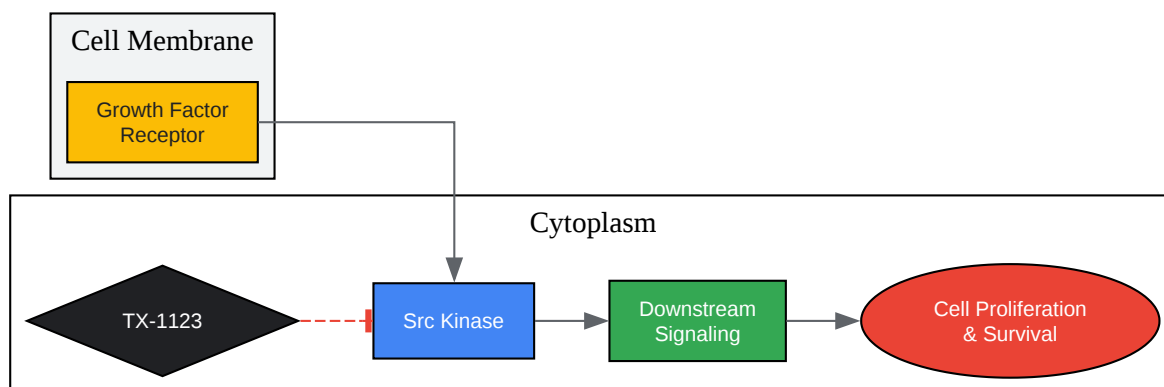 Cell Membrane
Growth Factor
Receptor
Cytoplasm
TX-1123
Src Kinase
Downstream
Signaling
Cell Proliferation
& Survival